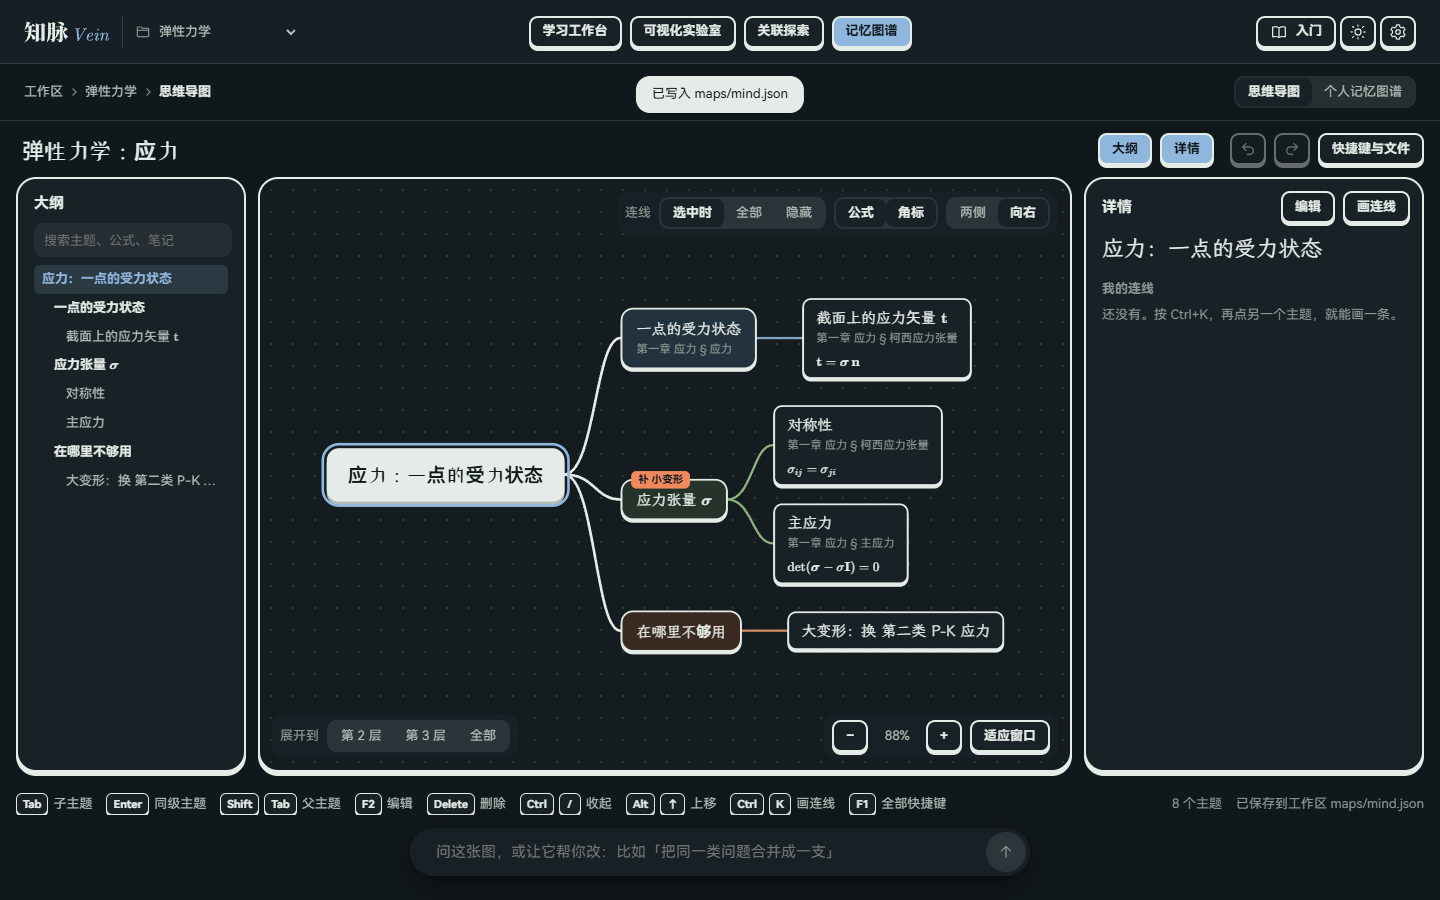 知脉 Vein
弹性力学
学习工作台
可视化实验室
关联探索
记忆图谱
入门
工作区 > 弹性力学 > 思维导图
已写入 maps/mind.json
思维导图
个人记忆图谱
弹性力学：应力
大纲
详情
快捷键与文件
大纲
搜索主题、公式、笔记
应力：一点的受力状态
一点的受力状态
截面上的应力矢量 t
应力张量 σ
对称性
主应力
在哪里不够用
大变形：换 第二类 P-K ...
连线
选中时
全部
隐藏
公式
角标
两侧
向右
应力：一点的受力状态
一点的受力状态
第一章 应力 § 应力
截面上的应力矢量 t
第一章 应力 § 柯西应力张量
t = σ n
补 小变形
应力张量 σ
对称性
第一章 应力 § 柯西应力张量
σij = σji
主应力
第一章 应力 § 主应力
det(σ − σI) = 0
在哪里不够用
大变形：换 第二类 P-K 应力
展开到
第 2 层
第 3 层
全部
−
88%
+
适应窗口
详情
编辑
画连线
应力：一点的受力状态
我的连线
还没有。按 Ctrl+K，再点另一个主题，就能画一条。
Tab 子主题
Enter 同级主题
Shift Tab 父主题
F2 编辑
Delete 删除
Ctrl / 收起
Alt ↑ 上移
Ctrl K 画连线
F1 全部快捷键
8 个主题
已保存到工作区 maps/mind.json
问这张图，或让它帮你改：比如「把同一类问题合并成一支」